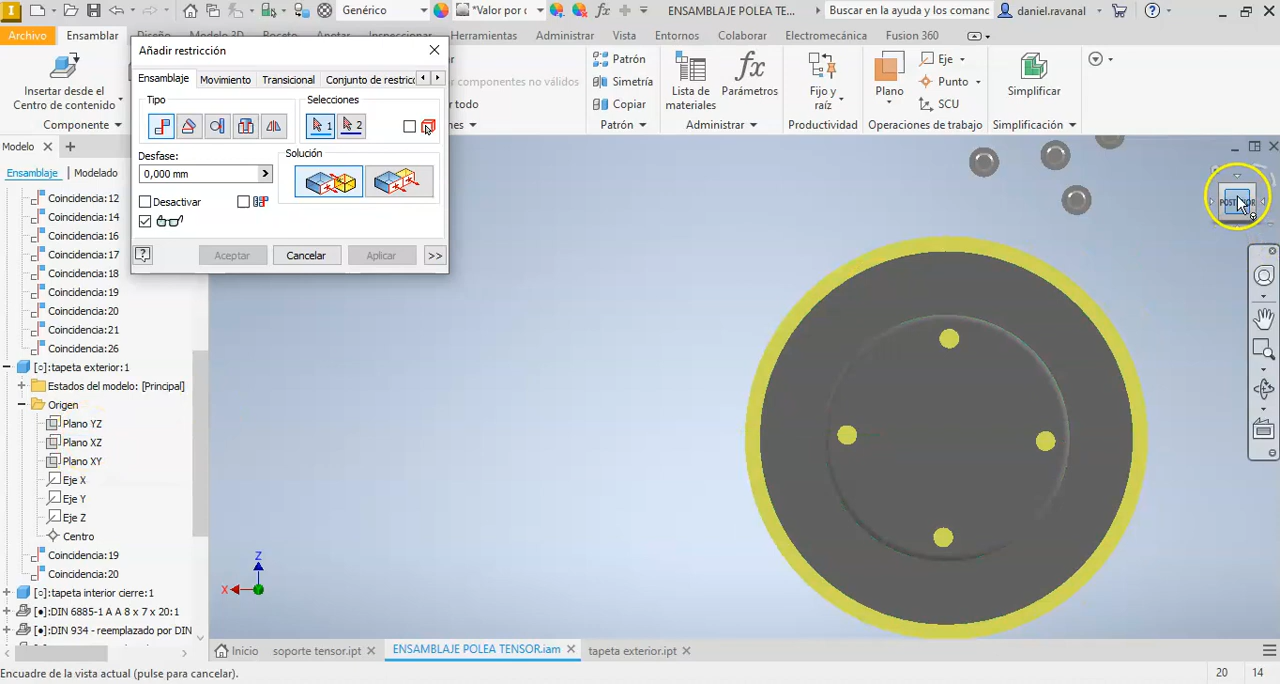 Genérico
*Valor por
ENSAMBLAJE POLEA TE...
Buscar en la ayuda y los comanc
daniel.ravanal
Archivo
Ensamblar
Herramientas
Administrar
Vista
Entornos
Colaborar
Electromecánica
Fusion 360
Insertar desde el
Centro de contenido
Componente
Añadir restricción
Ensamblaje
Movimiento
Transicional
Conjunto de restricc
Tipo
Selecciones
1
2
Desfase:
Solución
0,000 mm
Desactivar
Aceptar
Cancelar
Aplicar
>>
componentes no válidos
Patrón
Simetría
Copiar
Patrón
Lista de
materiales
Parámetros
Administrar
Fijo y
raíz
Productividad
Plano
Eje
Punto
SCU
Operaciones de trabajo
Simplificar
Simplificación
Modelo
Ensamblaje
Modelado
Coincidencia:12
Coincidencia:14
Coincidencia:16
Coincidencia:17
Coincidencia:18
Coincidencia:19
Coincidencia:20
Coincidencia:21
Coincidencia:26
[○]:tapeta exterior:1
Estados del modelo: [Principal]
Origen
Plano YZ
Plano XZ
Plano XY
Eje X
Eje Y
Eje Z
Centro
Coincidencia:19
Coincidencia:20
[○]:tapeta interior cierre:1
[●]:DIN 6885-1 A A 8 x 7 x 20:1
[●]:DIN 934 - reemplazado por DIN
Z
X
Inicio
soporte tensor.ipt
ENSAMBLAJE POLEA TENSOR.iam
tapeta exterior.ipt
Encuadre de la vista actual (pulse para cancelar).
20
14